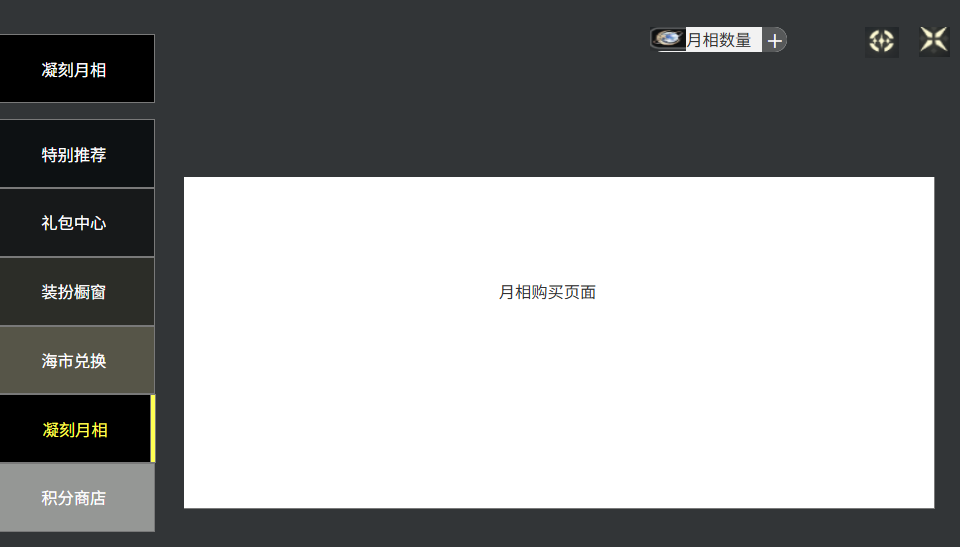 月相数量
凝刻月相
特别推荐
礼包中心
装扮橱窗
海市兑换
凝刻月相
积分商店
月相购买页面